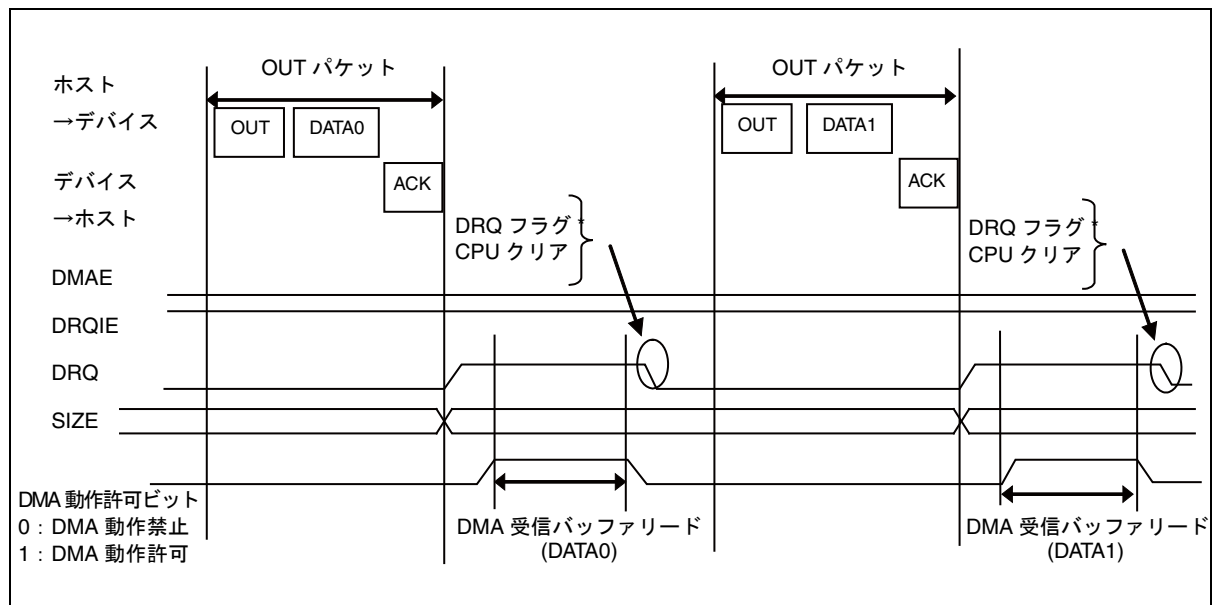 OUT パケット
OUT パケット
ホスト
→デバイス
OUT
DATA0
OUT
DATA1
デバイス
→ホスト
ACK
ACK
DRQ フラグ *
CPU クリア
DRQ フラグ *
CPU クリア
DMAE
DRQIE
DRQ
SIZE
DMA 動作許可ビット
0 : DMA 動作禁止
1 : DMA 動作許可
DMA 受信バッファリード
(DATA0)
DMA 受信バッファリード
(DATA1)